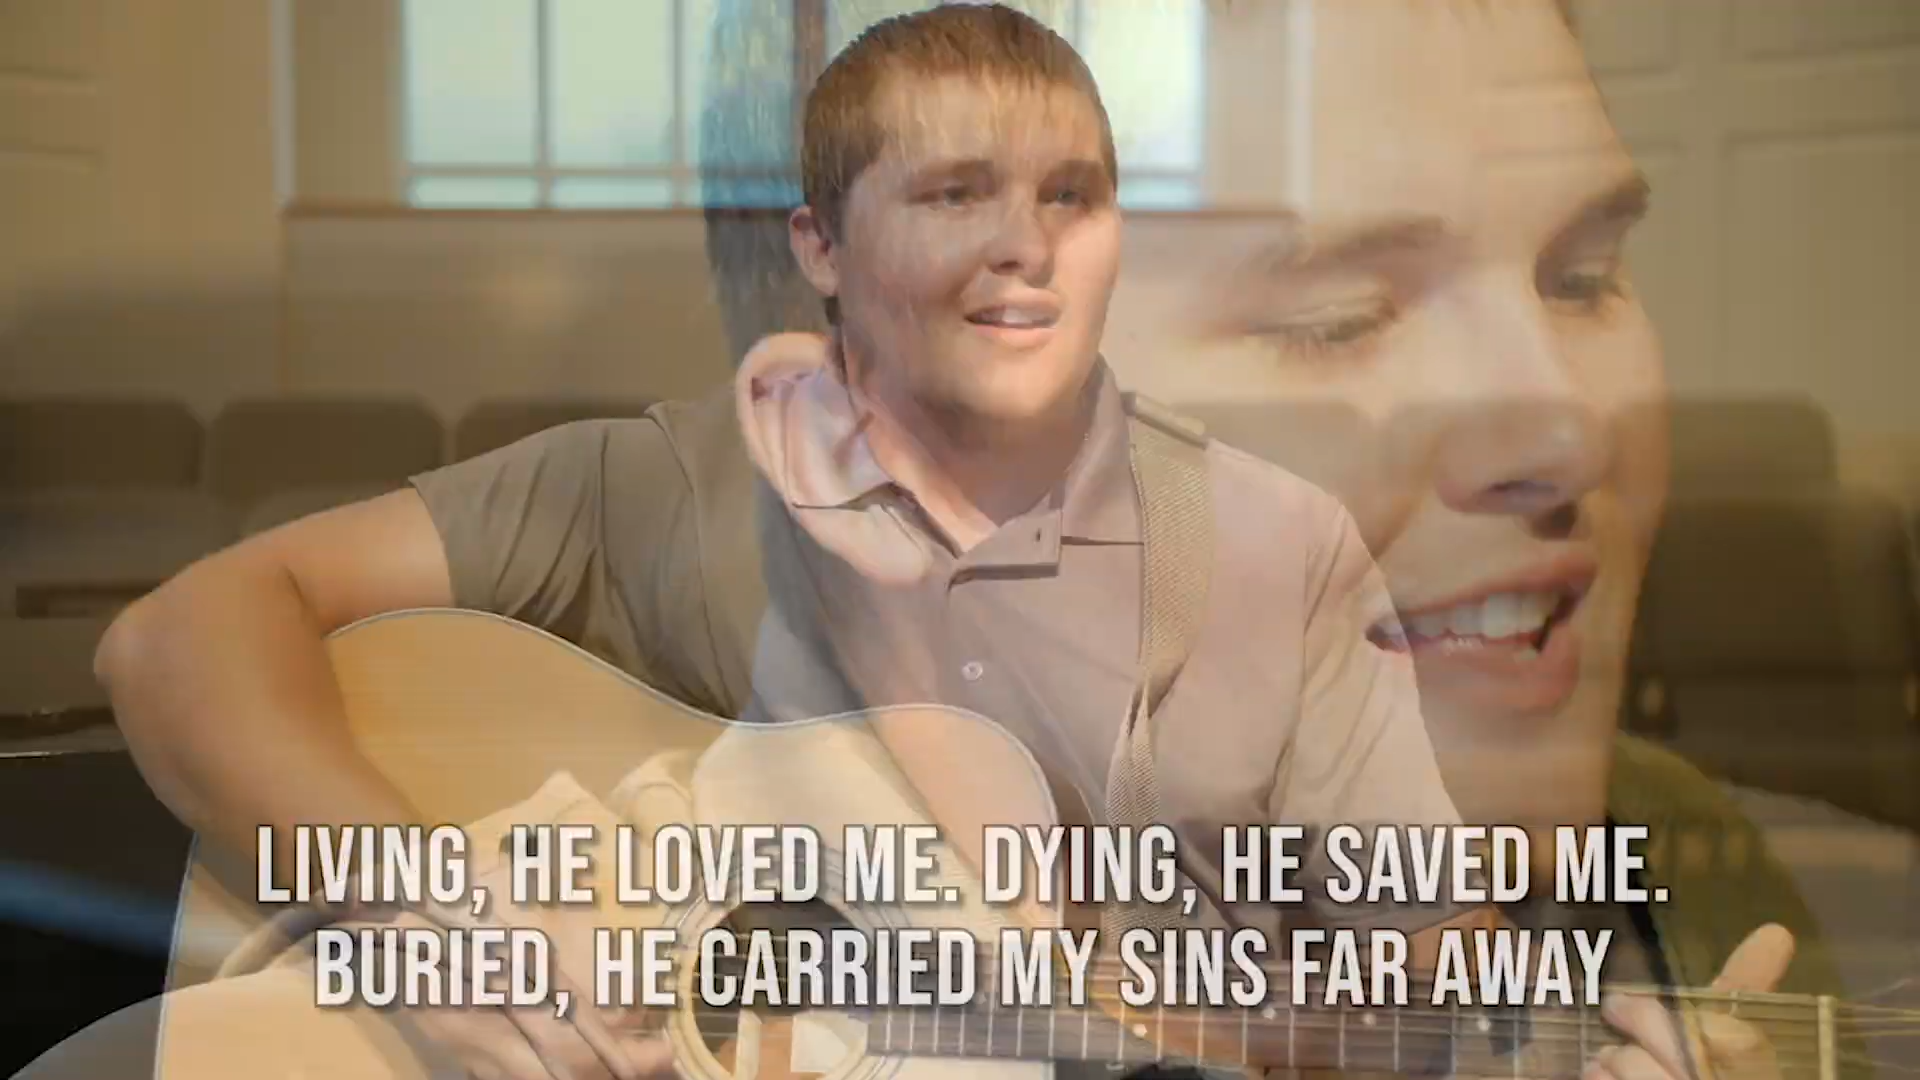 LIVING, HE LOVED ME. DYING, HE SAVED ME.
BURIED, HE CARRIED MY SINS FAR AWAY